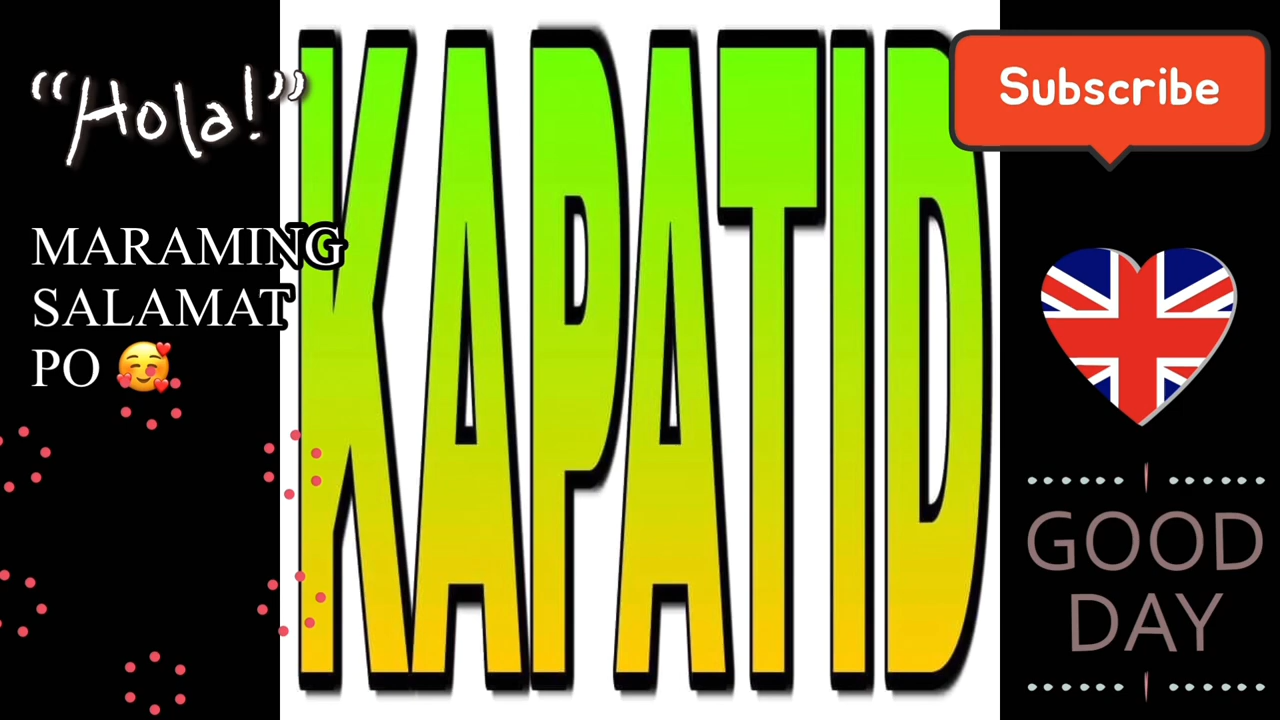 “Hola!”
MARAMING
SALAMAT
PO 🥰
KAPATID
Subscribe
GOOD
DAY